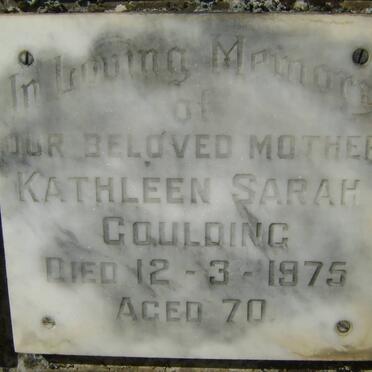 In Loving Memory
of
OUR BELOVED MOTHER
KATHLEEN SARAH
GOULDING
DIED 12 - 3 - 1975
AGED 70.